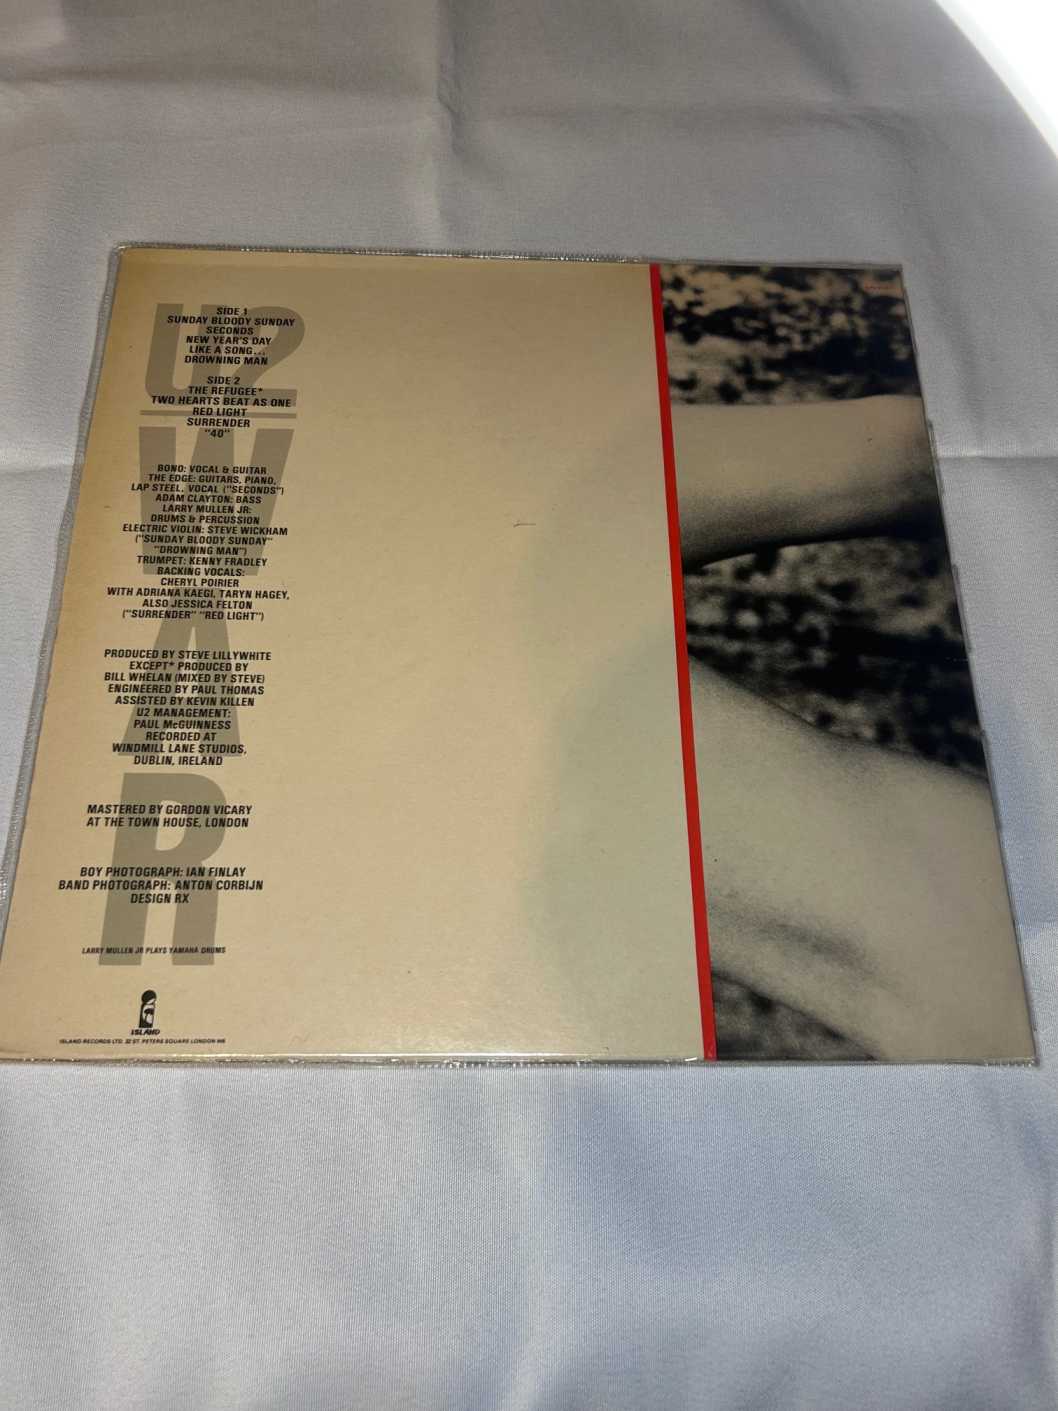 U2
WAR
SIDE 1
SUNDAY BLOODY SUNDAY
SECONDS
NEW YEAR'S DAY
LIKE A SONG...
DROWNING MAN
SIDE 2
THE REFUGEE*
TWO HEARTS BEAT AS ONE
RED LIGHT
SURRENDER
"40"
BONO: VOCAL & GUITAR
THE EDGE: GUITARS, PIANO,
LAP STEEL, VOCAL ("SECONDS")
ADAM CLAYTON: BASS
LARRY MULLEN JR:
DRUMS & PERCUSSION
ELECTRIC VIOLIN: STEVE WICKHAM
("SUNDAY BLOODY SUNDAY"
"DROWNING MAN")
TRUMPET: KENNY FRADLEY
BACKING VOCALS:
CHERYL POIRIER
WITH ADRIANA KAEGI, TARYN HAGEY,
ALSO JESSICA FELTON
("SURRENDER" "RED LIGHT")
PRODUCED BY STEVE LILLYWHITE
EXCEPT* PRODUCED BY
BILL WHELAN (MIXED BY STEVE)
ENGINEERED BY PAUL THOMAS
ASSISTED BY KEVIN KILLEN
U2 MANAGEMENT:
PAUL McGUINNESS
RECORDED AT
WINDMILL LANE STUDIOS,
DUBLIN, IRELAND
MASTERED BY GORDON VICARY
AT THE TOWN HOUSE, LONDON
BOY PHOTOGRAPH: IAN FINLAY
BAND PHOTOGRAPH: ANTON CORBIJN
DESIGN RX
LARRY MULLEN JR PLAYS YAMAHA DRUMS
ISLAND
ISLAND RECORDS LTD. 22 ST. PETERS SQUARE LONDON W6